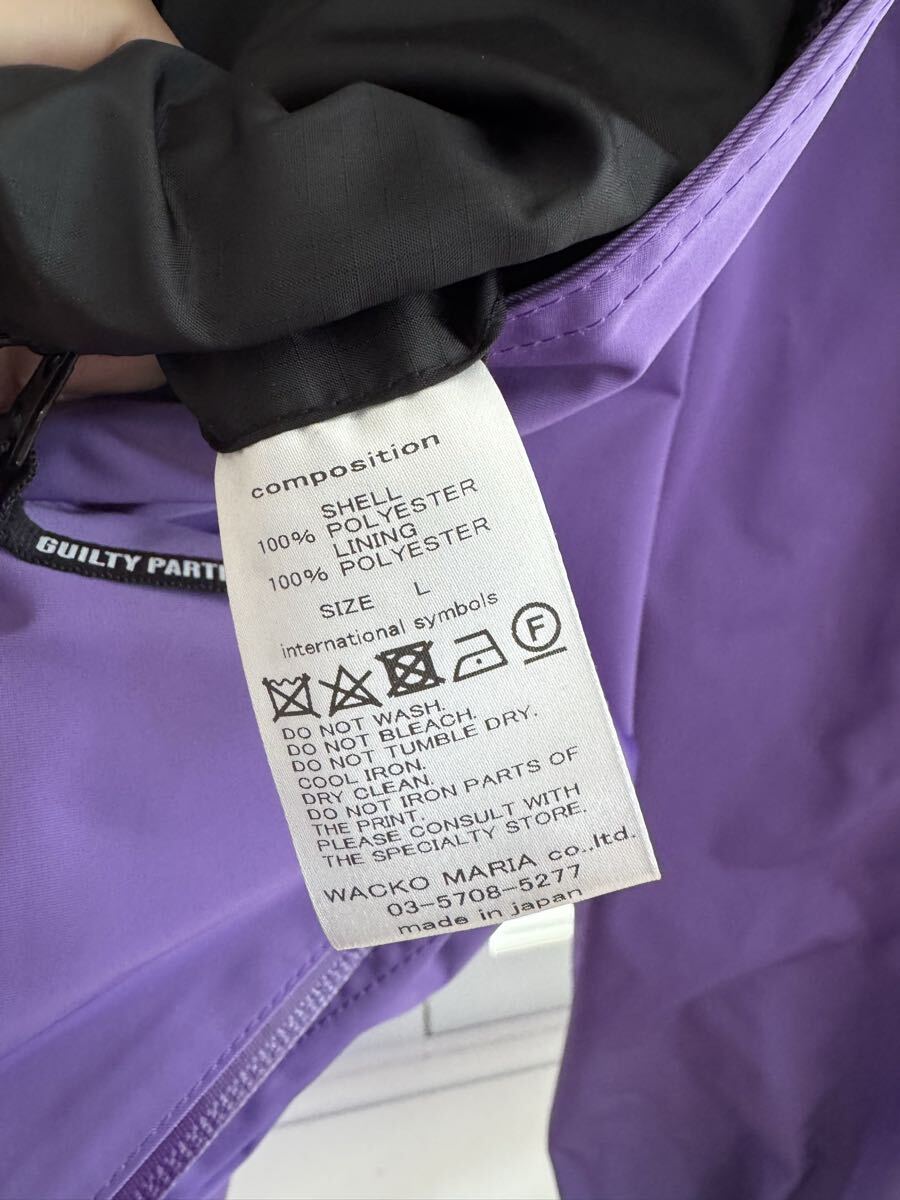 composition
SHELL
100% POLYESTER
LINING
100% POLYESTER
SIZE L
international symbols
F
DO NOT WASH.
DO NOT BLEACH.
DO NOT TUMBLE DRY.
COOL IRON.
DRY CLEAN.
DO NOT IRON PARTS OF
THE PRINT.
PLEASE CONSULT WITH
THE SPECIALTY STORE.
WACKO MARIA co.,ltd.
03-5708-5277
made in japan
GUILTY PARTI